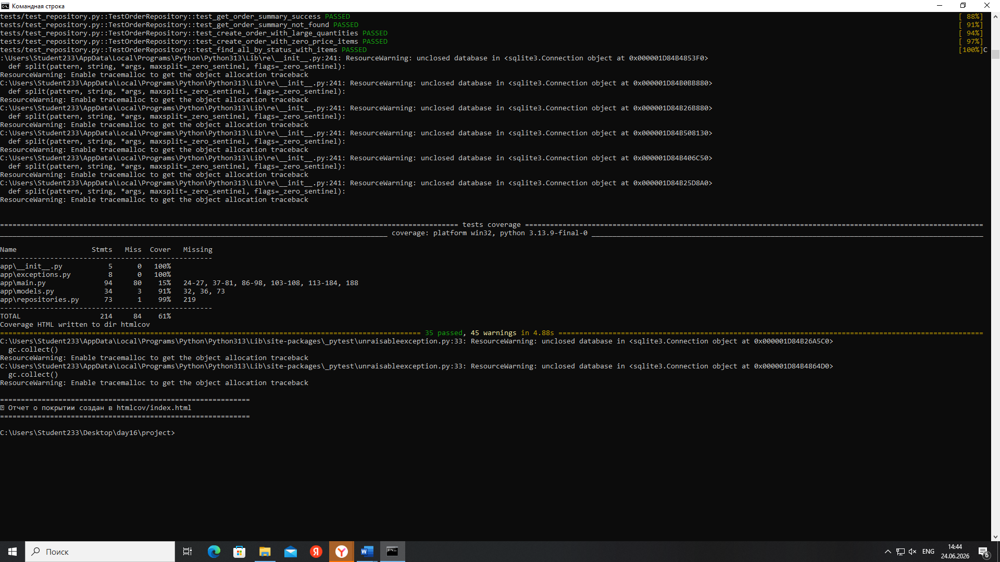 Командная строка
tests/test_repository.py::TestOrderRepository::test_get_order_summary_success PASSED [ 88%]
tests/test_repository.py::TestOrderRepository::test_get_order_summary_not_found PASSED [ 91%]
tests/test_repository.py::TestOrderRepository::test_create_order_with_large_quantities PASSED [ 94%]
tests/test_repository.py::TestOrderRepository::test_create_order_with_zero_price_items PASSED [ 97%]
tests/test_repository.py::TestOrderRepository::test_find_all_by_status_with_items PASSED [100%]C
:\Users\Student233\AppData\Local\Programs\Python\Python313\Lib\re\__init__.py:241: ResourceWarning: unclosed database in <sqlite3.Connection object at 0x000001D84B4853F0>
  def split(pattern, string, *args, maxsplit=_zero_sentinel, flags=_zero_sentinel):
ResourceWarning: Enable tracemalloc to get the object allocation traceback
C:\Users\Student233\AppData\Local\Programs\Python\Python313\Lib\re\__init__.py:241: ResourceWarning: unclosed database in <sqlite3.Connection object at 0x000001D84B0BB880>
  def split(pattern, string, *args, maxsplit=_zero_sentinel, flags=_zero_sentinel):
ResourceWarning: Enable tracemalloc to get the object allocation traceback
C:\Users\Student233\AppData\Local\Programs\Python\Python313\Lib\re\__init__.py:241: ResourceWarning: unclosed database in <sqlite3.Connection object at 0x000001D84B26B880>
  def split(pattern, string, *args, maxsplit=_zero_sentinel, flags=_zero_sentinel):
ResourceWarning: Enable tracemalloc to get the object allocation traceback
C:\Users\Student233\AppData\Local\Programs\Python\Python313\Lib\re\__init__.py:241: ResourceWarning: unclosed database in <sqlite3.Connection object at 0x000001D84B508130>
  def split(pattern, string, *args, maxsplit=_zero_sentinel, flags=_zero_sentinel):
ResourceWarning: Enable tracemalloc to get the object allocation traceback
C:\Users\Student233\AppData\Local\Programs\Python\Python313\Lib\re\__init__.py:241: ResourceWarning: unclosed database in <sqlite3.Connection object at 0x000001D84B406C50>
  def split(pattern, string, *args, maxsplit=_zero_sentinel, flags=_zero_sentinel):
ResourceWarning: Enable tracemalloc to get the object allocation traceback
C:\Users\Student233\AppData\Local\Programs\Python\Python313\Lib\re\__init__.py:241: ResourceWarning: unclosed database in <sqlite3.Connection object at 0x000001D84B25D8A0>
  def split(pattern, string, *args, maxsplit=_zero_sentinel, flags=_zero_sentinel):
ResourceWarning: Enable tracemalloc to get the object allocation traceback
tests coverage
coverage: platform win32, python 3.13.9-final-0
Name Stmts Miss Cover Missing
app\__init__.py 5 0 100%
app\exceptions.py 8 0 100%
app\main.py 94 80 15% 24-27, 37-81, 86-98, 103-108, 113-184, 188
app\models.py 34 3 91% 32, 36, 73
app\repositories.py 73 1 99% 219
TOTAL 214 84 61%
Coverage HTML written to dir htmlcov
35 passed, 45 warnings in 4.88s
C:\Users\Student233\AppData\Local\Programs\Python\Python313\Lib\site-packages\_pytest\unraisableexception.py:33: ResourceWarning: unclosed database in <sqlite3.Connection object at 0x000001D84B26A5C0>
  gc.collect()
ResourceWarning: Enable tracemalloc to get the object allocation traceback
C:\Users\Student233\AppData\Local\Programs\Python\Python313\Lib\site-packages\_pytest\unraisableexception.py:33: ResourceWarning: unclosed database in <sqlite3.Connection object at 0x000001D84B4864D0>
  gc.collect()
ResourceWarning: Enable tracemalloc to get the object allocation traceback
Отчет о покрытии создан в htmlcov/index.html
C:\Users\Student233\Desktop\day16\project>
Поиск
ENG
14:44
24.06.2026
6